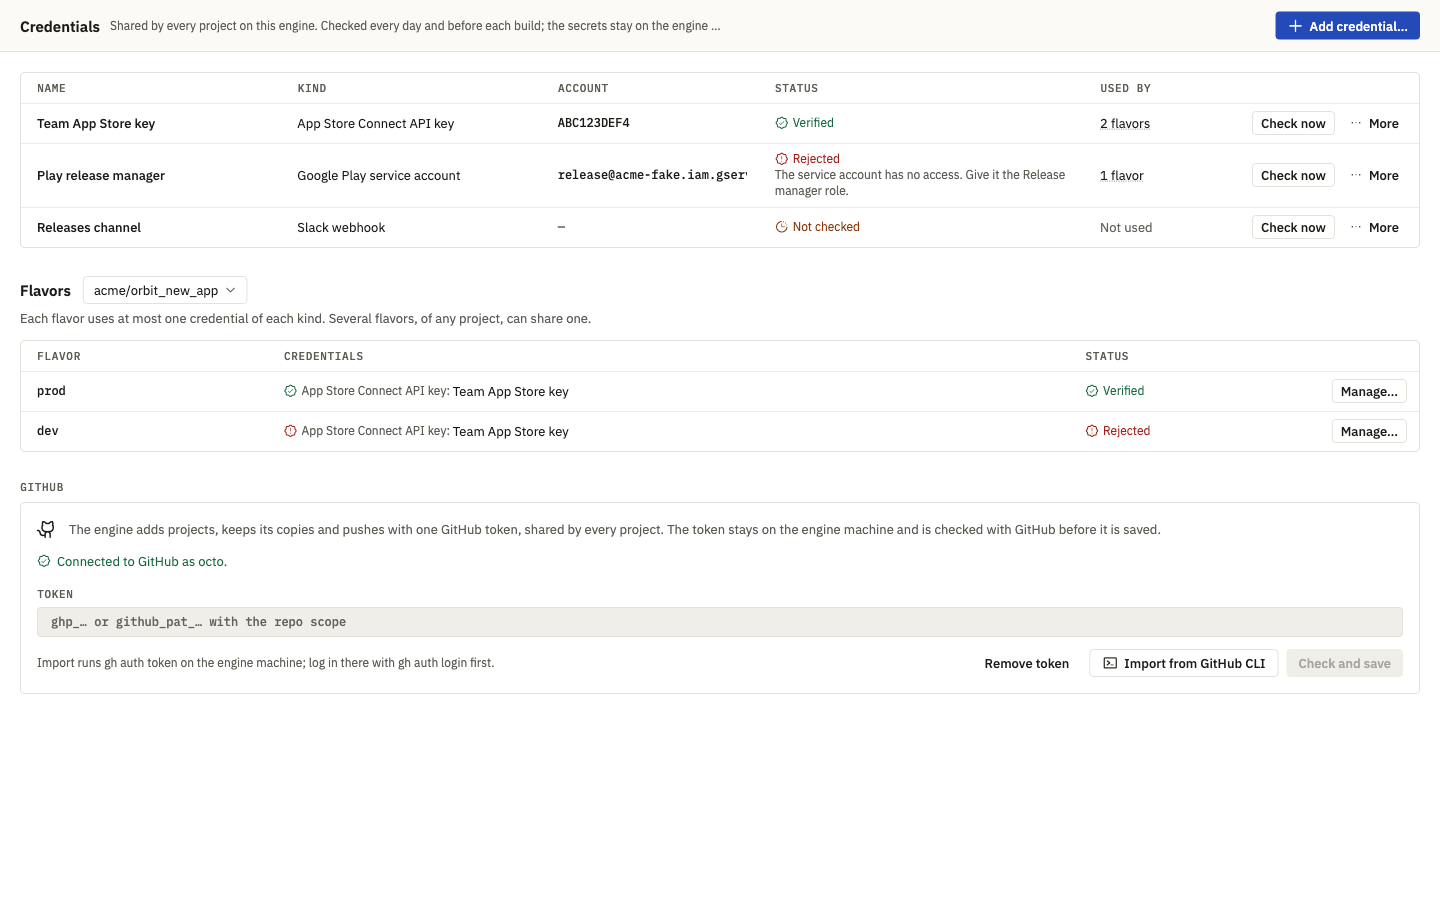 Credentials Shared by every project on this engine. Checked every day and before each build; the secrets stay on the engine … Add credential…
NAME KIND ACCOUNT STATUS USED BY
Team App Store key App Store Connect API key ABC123DEF4 Verified 2 flavors Check now ··· More
Rejected
Play release manager Google Play service account release@acme-fake.iam.gser The service account has no access. Give it the Release 1 flavor Check now ··· More
manager role.
Releases channel Slack webhook – Not checked Not used Check now ··· More
Flavors acme/orbit_new_app
Each flavor uses at most one credential of each kind. Several flavors, of any project, can share one.
FLAVOR CREDENTIALS STATUS
prod App Store Connect API key: Team App Store key Verified Manage…
dev App Store Connect API key: Team App Store key Rejected Manage…
GITHUB
The engine adds projects, keeps its copies and pushes with one GitHub token, shared by every project. The token stays on the engine machine and is checked with GitHub before it is saved.
Connected to GitHub as octo.
TOKEN
ghp_… or github_pat_… with the repo scope
Import runs gh auth token on the engine machine; log in there with gh auth login first. Remove token Import from GitHub CLI Check and save